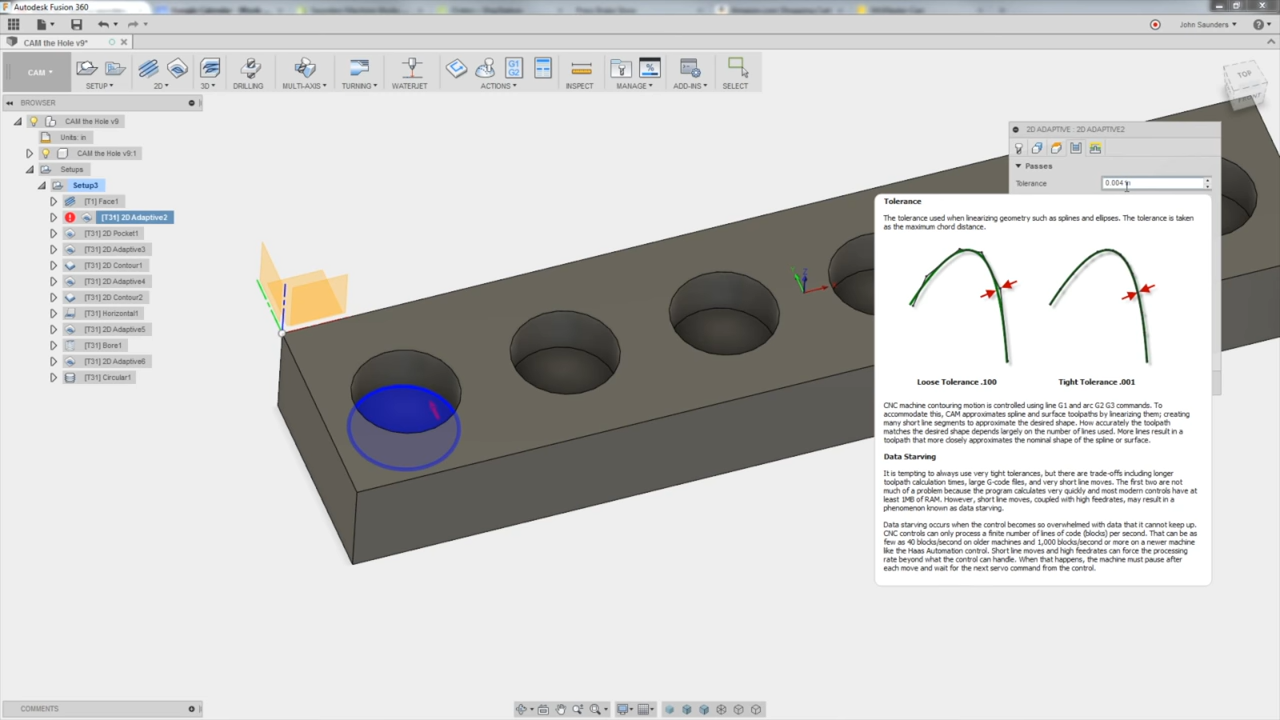 Autodesk Fusion 360
John Saunders
CAM the Hole v9*
CAM
SETUP
2D
3D
DRILLING
MULTI-AXIS
TURNING
WATERJET
G1
G2
ACTIONS
INSPECT
MANAGE
ADD-INS
SELECT
BROWSER
CAM the Hole v9
Units: in
CAM the Hole v9:1
Setups
Setup3
[T1] Face1
[T31] 2D Adaptive2
[T31] 2D Pocket1
[T31] 2D Adaptive3
[T31] 2D Contour1
[T31] 2D Adaptive4
[T31] 2D Contour2
[T31] Horizontal1
[T31] 2D Adaptive5
[T31] Bore1
[T31] 2D Adaptive6
[T31] Circular1
TOP
2D ADAPTIVE : 2D ADAPTIVE2
Passes
Tolerance
0.004 in
Tolerance
The tolerance used when linearizing geometry such as splines and ellipses. The tolerance is taken
as the maximum chord distance.
Loose Tolerance .100
Tight Tolerance .001
CNC machine contouring motion is controlled using line G1 and arc G2 G3 commands. To
accommodate this, CAM approximates spline and surface toolpaths by linearizing them; creating
many short line segments to approximate the desired shape. How accurately the toolpath
matches the desired shape depends largely on the number of lines used. More lines result in a
toolpath that more closely approximates the nominal shape of the spline or surface.
Data Starving
It is tempting to always use very tight tolerances, but there are trade-offs including longer
toolpath calculation times, large G-code files, and very short line moves. The first two are not
much of a problem because the program calculates very quickly and most modern controls have at
least 1MB of RAM. However, short line moves, coupled with high feedrates, may result in a
phenomenon known as data starving.
Data starving occurs when the control becomes so overwhelmed with data that it cannot keep up.
CNC controls can only process a finite number of lines of code (blocks) per second. That can be as
few as 40 blocks/second on older machines and 1,000 blocks/second or more on a newer machine
like the Haas Automation control. Short line moves and high feedrates can force the processing
rate beyond what the control can handle. When that happens, the machine must pause after
each move and wait for the next servo command from the control.
COMMENTS